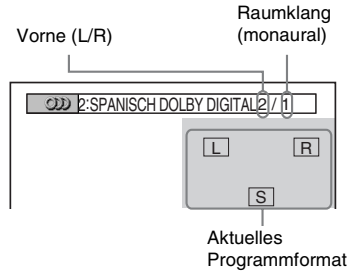 Raumklang
(monaural)
Vorne (L/R)
2:SPANISCH DOLBY DIGITAL 2 / 1
L
R
S
Aktuelles
Programmformat